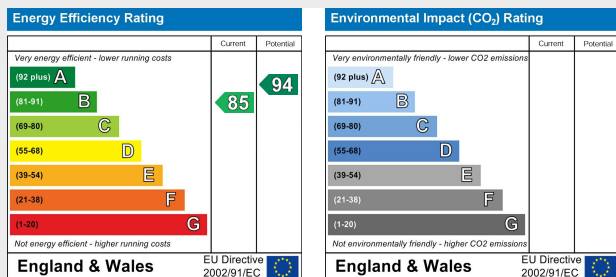 Energy Efficiency Rating
Current Potential
Very energy efficient - lower running costs
(92 plus) A
(81-91) B
(69-80) C
(55-68) D
(39-54) E
(21-38) F
(1-20) G
85
94
Not energy efficient - higher running costs
England & Wales
EU Directive
2002/91/EC
Environmental Impact (CO₂) Rating
Current Potential
Very environmentally friendly - lower CO2 emissions
(92 plus) A
(81-91) B
(69-80) C
(55-68) D
(39-54) E
(21-38) F
(1-20) G
Not environmentally friendly - higher CO2 emissions
England & Wales
EU Directive
2002/91/EC